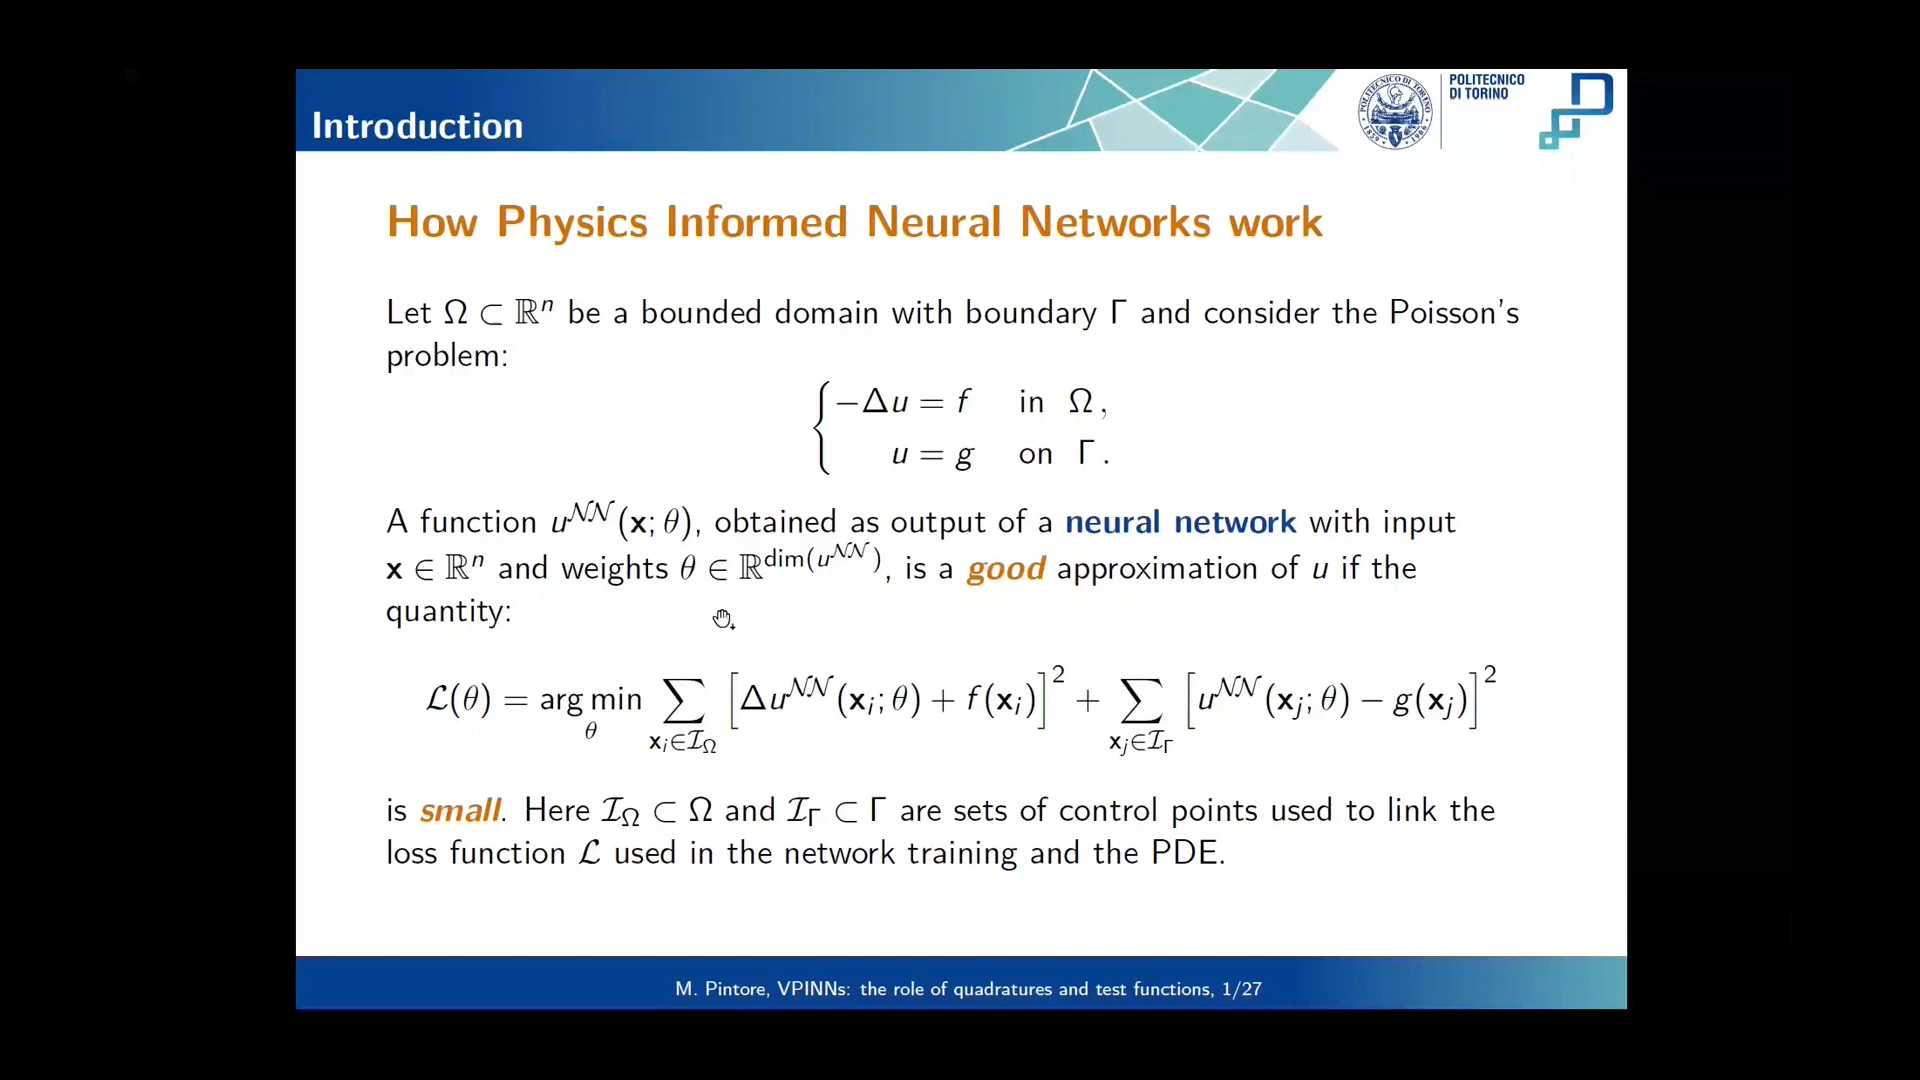 POLITECNICO
DI TORINO
Introduction
How Physics Informed Neural Networks work
Let Ω ⊂ ℝⁿ be a bounded domain with boundary Γ and consider the Poisson's
problem:
{ −Δu = f in Ω,
u = g on Γ.
A function u^𝒩𝒩(x; θ), obtained as output of a neural network with input
x ∈ ℝⁿ and weights θ ∈ ℝ^dim(u^𝒩𝒩), is a good approximation of u if the
quantity:
ℒ(θ) = arg min_θ ∑_{x_i∈ℐ_Ω} [Δu^𝒩𝒩(x_i; θ) + f(x_i)]² + ∑_{x_j∈ℐ_Γ} [u^𝒩𝒩(x_j; θ) − g(x_j)]²
is small. Here ℐ_Ω ⊂ Ω and ℐ_Γ ⊂ Γ are sets of control points used to link the
loss function ℒ used in the network training and the PDE.
M. Pintore, VPINNs: the role of quadratures and test functions, 1/27